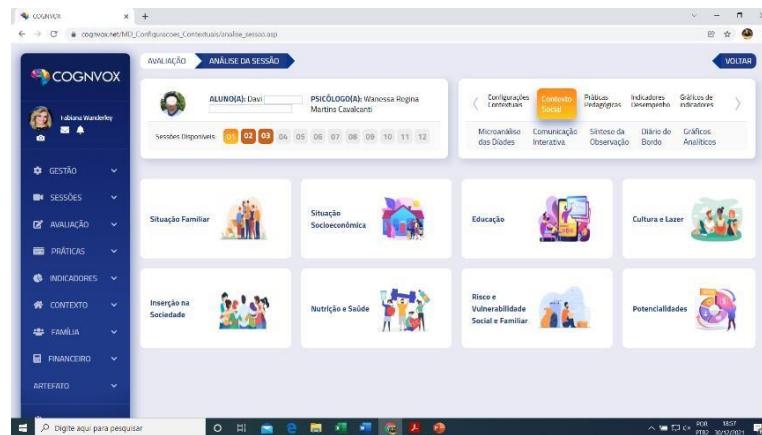 COGNVOX
cognvox.net/MD_Configuracoes_Contextuais/analise_sessao.asp
COGNVOX
Fabiana Wanderley
GESTÃO
SESSÕES
AVALIAÇÃO
PRÁTICAS
INDICADORES
CONTEXTO
FAMÍLIA
FINANCEIRO
ARTEFATO
AVALIAÇÃO
ANÁLISE DA SESSÃO
VOLTAR
ALUNO(A): Davi
PSICÓLOGO(A): Wanessa Regina
Martins Cavalcanti
Sessões Disponíveis: 01 02 03 04 05 06 07 08 09 10 11 12
Configurações
Contextuais
Contexto
Social
Práticas
Pedagógicas
Indicadores
Desempenho
Gráficos de
indicadores
Microanálise
das Díades
Comunicação
Interativa
Síntese da
Observação
Diário de
Bordo
Gráficos
Analíticos
Situação Familiar
Situação
Socioeconômica
Educação
Cultura e Lazer
Inserção na
Sociedade
Nutrição e Saúde
Risco e
Vulnerabilidade
Social e Familiar
Potencialidades
Digite aqui para pesquisar
POR
PTB2
18:57
30/12/2021